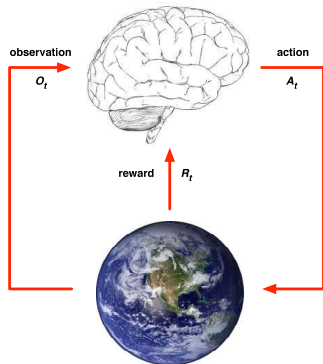 observation
O_t
action
A_t
reward
R_t